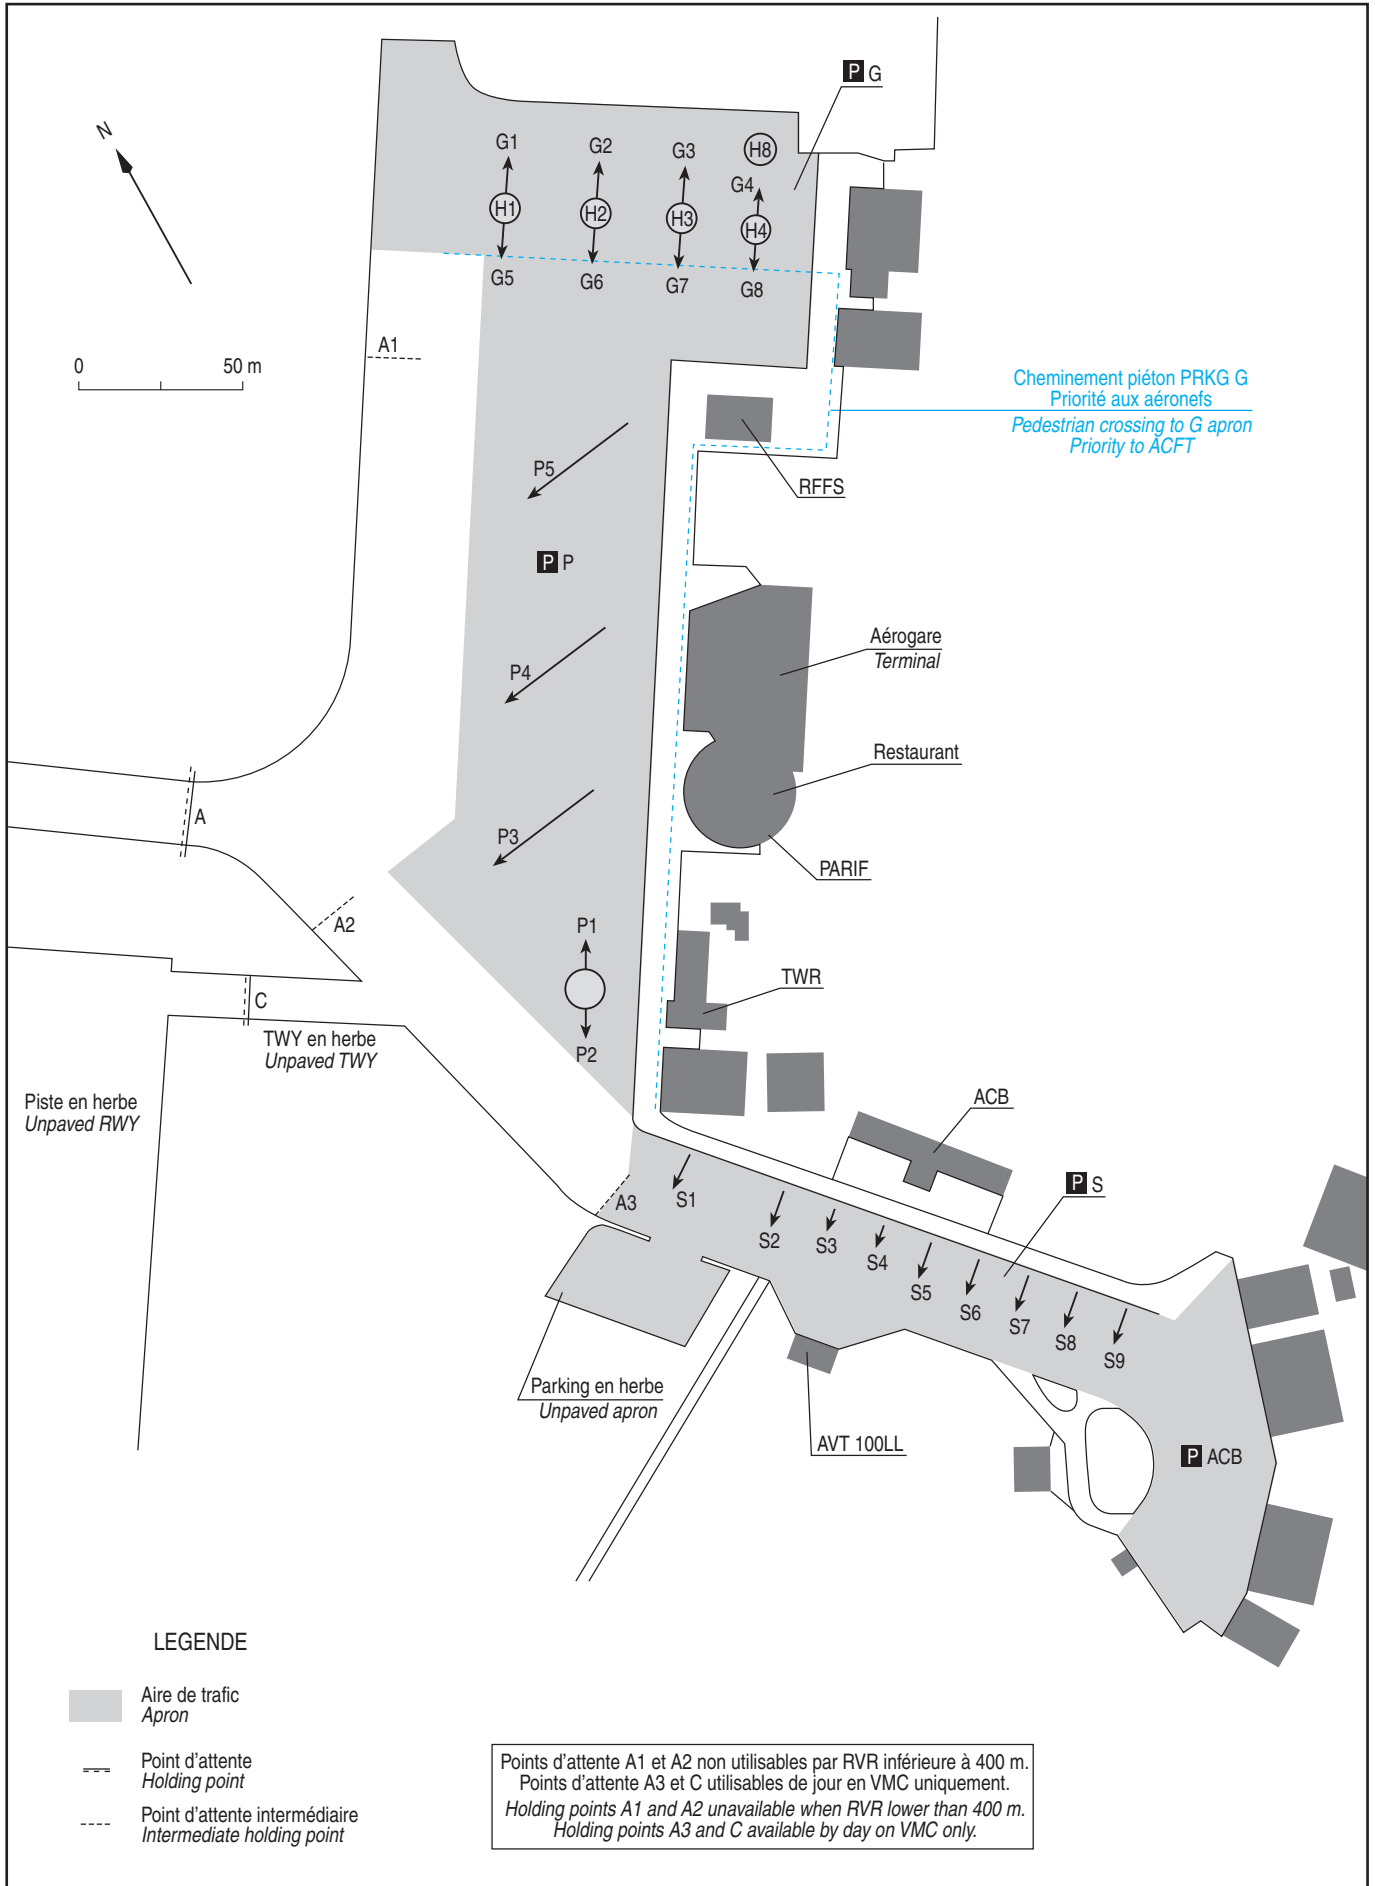 P G
N
G1
G2
G3
H8
G4
H1
H2
H3
H4
G5
G6
G7
G8
A1
0 50 m
Cheminement piéton PRKG G
Priorité aux aéronefs
Pedestrian crossing to G apron
Priority to ACFT
P5
RFFS
P P
Aérogare
Terminal
P4
Restaurant
A
P3
PARIF
A2
P1
TWR
C
TWY en herbe
Unpaved TWY
P2
Piste en herbe
Unpaved RWY
ACB
P S
A3
S1
S2
S3
S4
S5
S6
S7
S8
S9
Parking en herbe
Unpaved apron
AVT 100LL
P ACB
LEGENDE
Aire de trafic
Apron
Point d'attente
Holding point
Point d'attente intermédiaire
Intermediate holding point
Points d'attente A1 et A2 non utilisables par RVR inférieure à 400 m.
Points d'attente A3 et C utilisables de jour en VMC uniquement.
Holding points A1 and A2 unavailable when RVR lower than 400 m.
Holding points A3 and C available by day on VMC only.